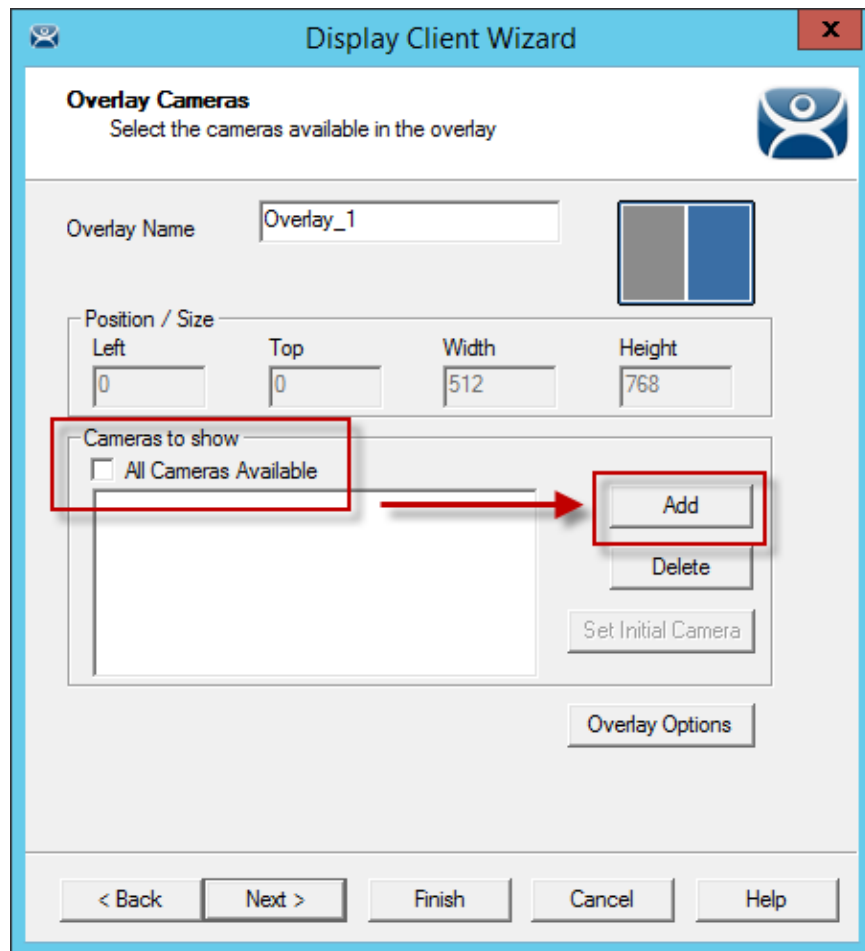 Display Client Wizard
x
Overlay Cameras
Select the cameras available in the overlay
Overlay Name
Overlay_1
Position / Size
Left Top Width Height
0 0 512 768
Cameras to show
All Cameras Available
Add
Delete
Set Initial Camera
Overlay Options
< Back Next > Finish Cancel Help